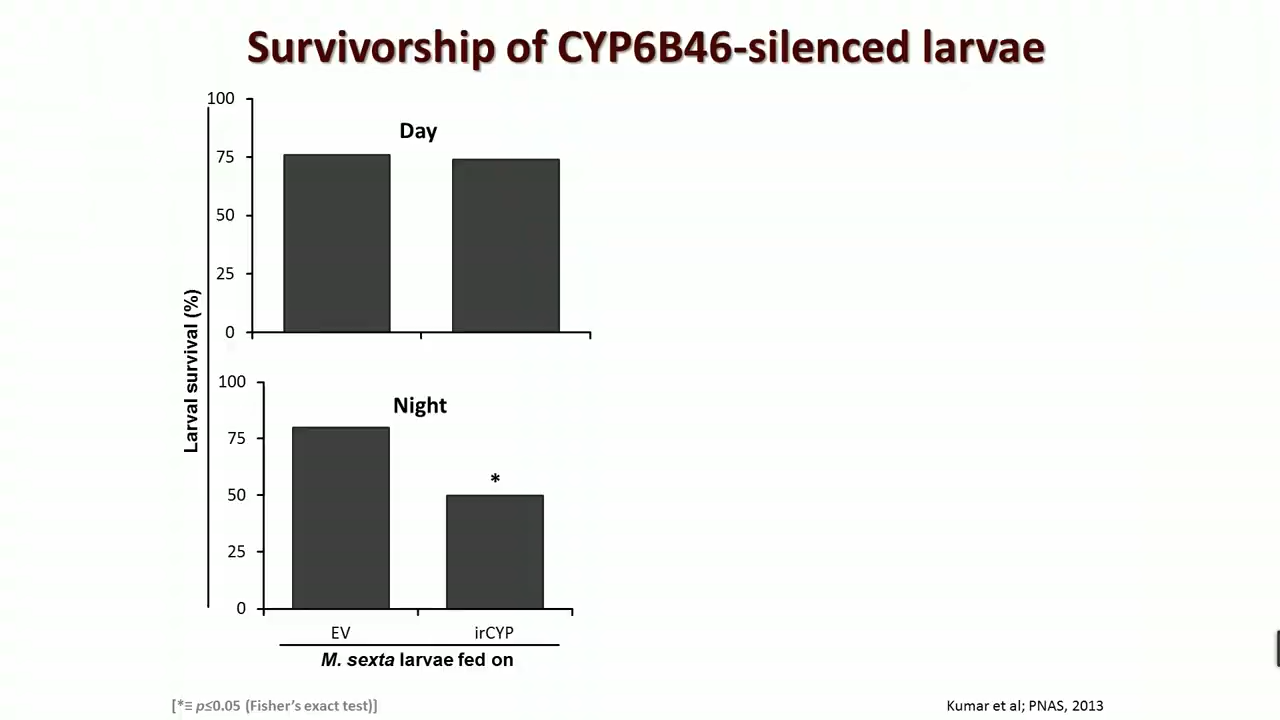 Survivorship of CYP6B46-silenced larvae
100
Day
75
50
25
0
Larval survival (%)
100
Night
75
*
50
25
0
EV irCYP
M. sexta larvae fed on
[*≡ p≤0.05 (Fisher's exact test)]
Kumar et al; PNAS, 2013